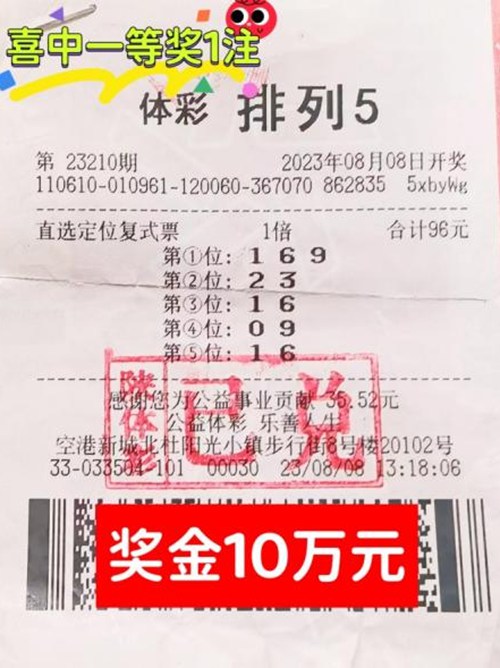 喜中一等奖1注
体彩 排列5
第 23210期 2023年08月08日开奖
110610-010961-120060-367070 862835 5xbyWg
直选定位复式票 1倍 合计96元
第①位: 1 6 9
第②位: 2 3
第③位: 1 6
第④位: 0 9
第⑤位: 1 6
陕体彩 已兑
感谢您为公益事业贡献 35.52元
公益体彩 乐善人生
空港新城北杜阳光小镇步行街8号楼20102号
33-033504-101 00030 23/08/08 13:18:06
奖金10万元